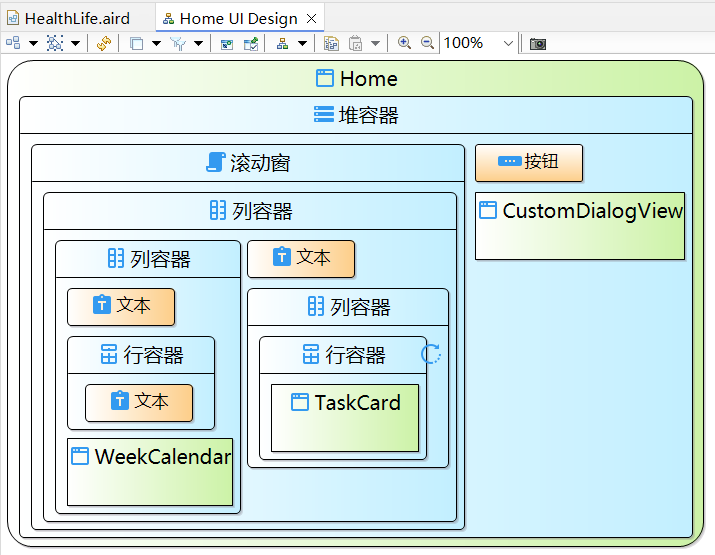 HealthLife.aird
Home UI Design
100%
Home
堆容器
滚动窗
按钮
列容器
CustomDialogView
列容器
文本
文本
列容器
行容器
行容器
文本
TaskCard
WeekCalendar